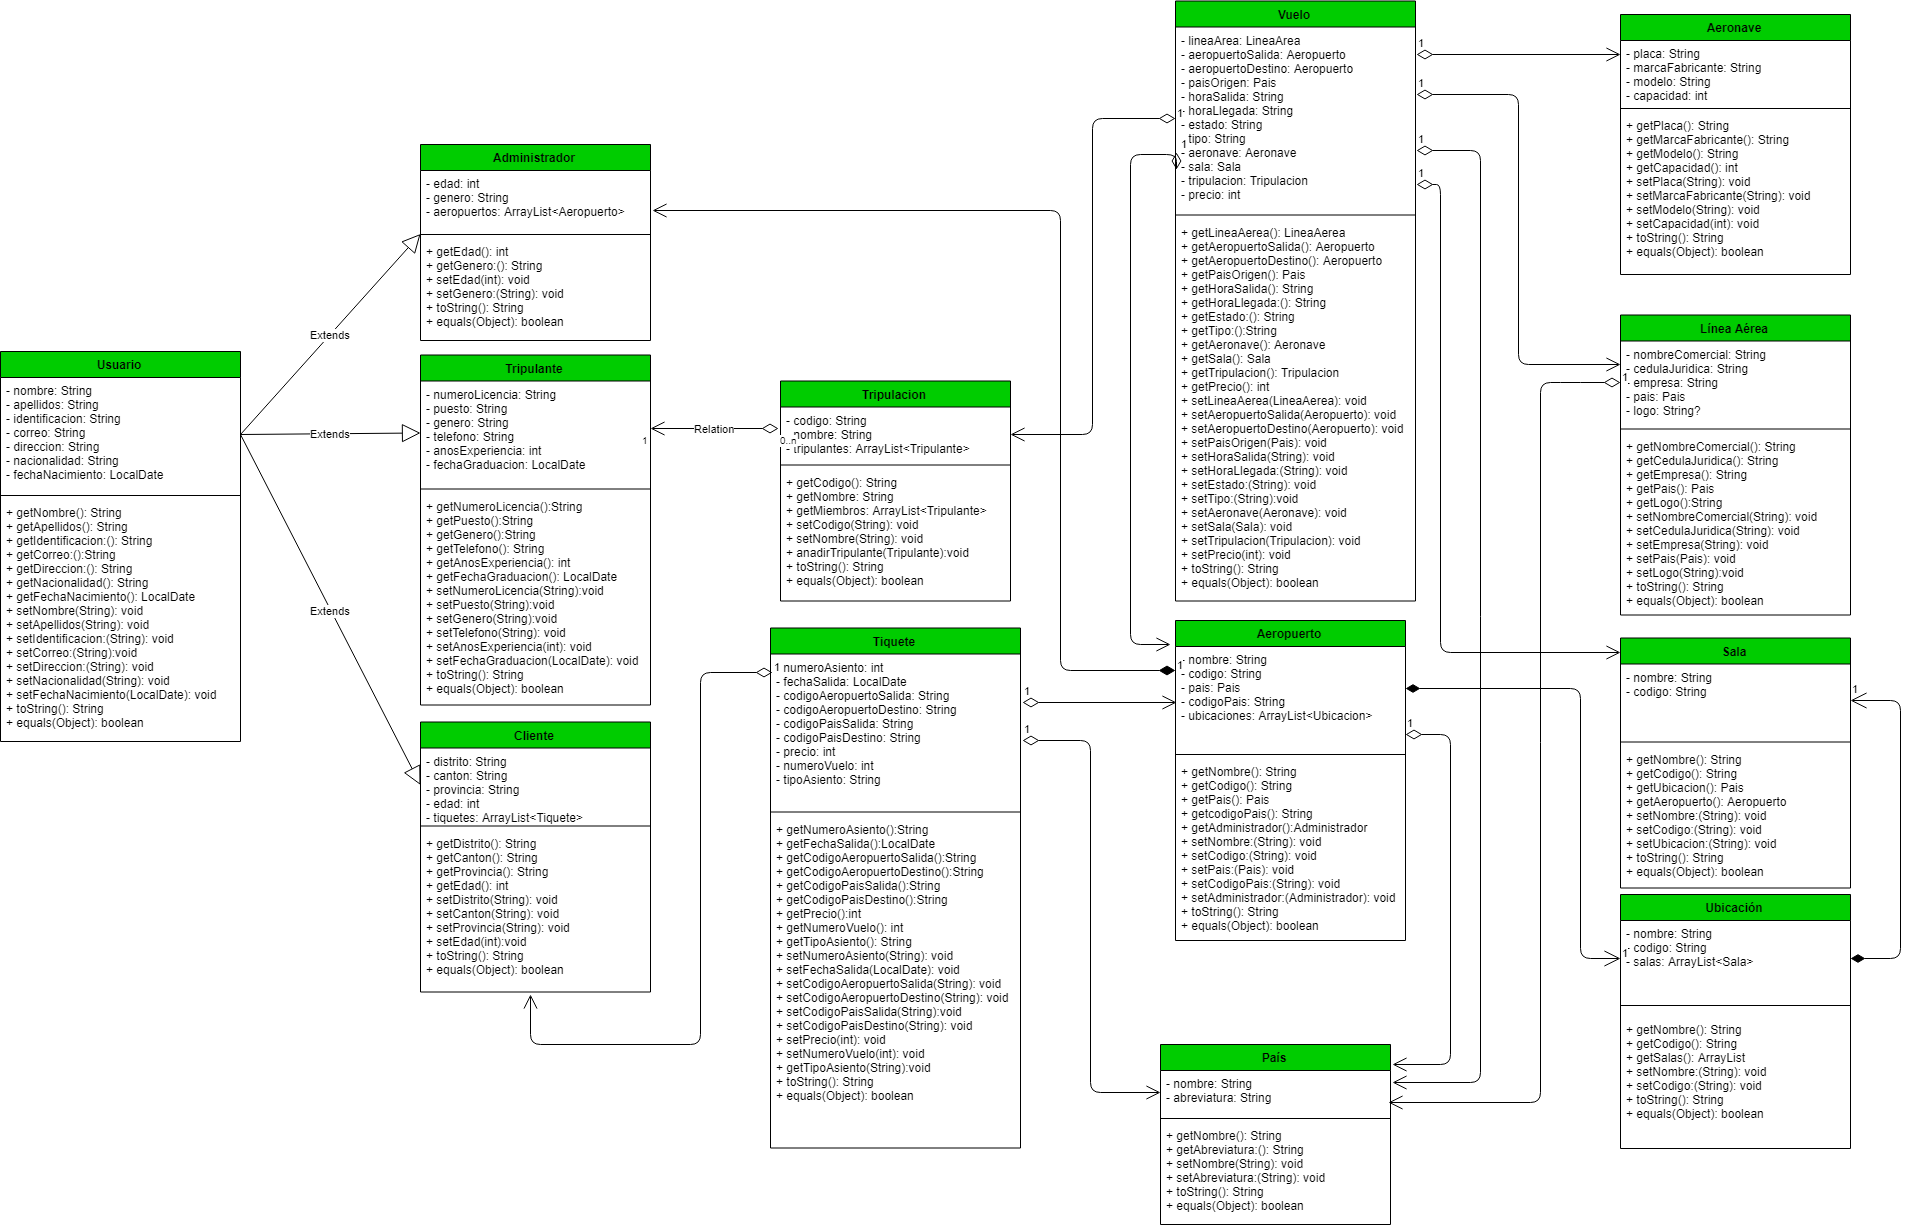 Usuario
- nombre: String
- apellidos: String
- identificacion: String
- correo: String
- direccion: String
- nacionalidad: String
- fechaNacimiento: LocalDate
+ getNombre(): String
+ getApellidos(): String
+ getIdentificacion:(): String
+ getCorreo:():String
+ getDireccion:(): String
+ getNacionalidad(): String
+ getFechaNacimiento(): LocalDate
+ setNombre(String): void
+ setApellidos(String): void
+ setIdentificacion:(String): void
+ setCorreo:(String):void
+ setDireccion:(String): void
+ setNacionalidad(String): void
+ setFechaNacimiento(LocalDate): void
+ toString(): String
+ equals(Object): boolean
Extends
Extends
Extends
Administrador
- edad: int
- genero: String
- aeropuertos: ArrayList<Aeropuerto>
+ getEdad(): int
+ getGenero:(): String
+ setEdad(int): void
+ setGenero:(String): void
+ toString(): String
+ equals(Object): boolean
Tripulante
- numeroLicencia: String
- puesto: String
- genero: String
- telefono: String
- anosExperiencia: int
- fechaGraduacion: LocalDate
1
+ getNumeroLicencia():String
+ getPuesto():String
+ getGenero():String
+ getTelefono(): String
+ getAnosExperiencia(): int
+ getFechaGraduacion(): LocalDate
+ setNumeroLicencia(String):void
+ setPuesto(String):void
+ setGenero(String):void
+ setTelefono(String): void
+ setAnosExperiencia(int): void
+ setFechaGraduacion(LocalDate): void
+ toString(): String
+ equals(Object): boolean
Cliente
- distrito: String
- canton: String
- provincia: String
- edad: int
- tiquetes: ArrayList<Tiquete>
+ getDistrito(): String
+ getCanton(): String
+ getProvincia(): String
+ getEdad(): int
+ setDistrito(String): void
+ setCanton(String): void
+ setProvincia(String): void
+ setEdad(int):void
+ toString(): String
+ equals(Object): boolean
Relation
0..n
Tripulacion
- codigo: String
- nombre: String
- tripulantes: ArrayList<Tripulante>
+ getCodigo(): String
+ getNombre: String
+ getMiembros: ArrayList<Tripulante>
+ setCodigo(String): void
+ setNombre(String): void
+ anadirTripulante(Tripulante):void
+ toString(): String
+ equals(Object): boolean
Tiquete
1
numeroAsiento: int
- fechaSalida: LocalDate
- codigoAeropuertoSalida: String
- codigoAeropuertoDestino: String
- codigoPaisSalida: String
- codigoPaisDestino: String
- precio: int
- numeroVuelo: int
- tipoAsiento: String
1
1
+ getNumeroAsiento():String
+ getFechaSalida():LocalDate
+ getCodigoAeropuertoSalida():String
+ getCodigoAeropuertoDestino():String
+ getCodigoPaisSalida():String
+ getCodigoPaisDestino():String
+ getPrecio():int
+ getNumeroVuelo(): int
+ getTipoAsiento(): String
+ setNumeroAsiento(String): void
+ setFechaSalida(LocalDate): void
+ setCodigoAeropuertoSalida(String): void
+ setCodigoAeropuertoDestino(String): void
+ setCodigoPaisSalida(String):void
+ setCodigoPaisDestino(String): void
+ setPrecio(int): void
+ setNumeroVuelo(int): void
+ getTipoAsiento(String):void
+ toString(): String
+ equals(Object): boolean
Vuelo
- lineaArea: LineaArea
- aeropuertoSalida: Aeropuerto
- aeropuertoDestino: Aeropuerto
- paisOrigen: Pais
- horaSalida: String
- horaLlegada: String
- estado: String
- tipo: String
- aeronave: Aeronave
- sala: Sala
- tripulacion: Tripulacion
- precio: int
1
1
1
1
1
1
+ getLineaAerea(): LineaAerea
+ getAeropuertoSalida(): Aeropuerto
+ getAeropuertoDestino(): Aeropuerto
+ getPaisOrigen(): Pais
+ getHoraSalida(): String
+ getHoraLlegada:(): String
+ getEstado:(): String
+ getTipo:():String
+ getAeronave(): Aeronave
+ getSala(): Sala
+ getTripulacion(): Tripulacion
+ getPrecio(): int
+ setLineaAerea(LineaAerea): void
+ setAeropuertoSalida(Aeropuerto): void
+ setAeropuertoDestino(Aeropuerto): void
+ setPaisOrigen(Pais): void
+ setHoraSalida(String): void
+ setHoraLlegada:(String): void
+ setEstado:(String): void
+ setTipo:(String):void
+ setAeronave(Aeronave): void
+ setSala(Sala): void
+ setTripulacion(Tripulacion): void
+ setPrecio(int): void
+ toString(): String
+ equals(Object): boolean
Aeropuerto
1
- nombre: String
- codigo: String
- pais: Pais
- codigoPais: String
- ubicaciones: ArrayList<Ubicacion>
1
+ getNombre(): String
+ getCodigo(): String
+ getPais(): Pais
+ getcodigoPais(): String
+ getAdministrador():Administrador
+ setNombre:(String): void
+ setCodigo:(String): void
+ setPais:(Pais): void
+ setCodigoPais:(String): void
+ setAdministrador:(Administrador): void
+ toString(): String
+ equals(Object): boolean
País
- nombre: String
- abreviatura: String
+ getNombre(): String
+ getAbreviatura:(): String
+ setNombre(String): void
+ setAbreviatura:(String): void
+ toString(): String
+ equals(Object): boolean
Aeronave
- placa: String
- marcaFabricante: String
- modelo: String
- capacidad: int
+ getPlaca(): String
+ getMarcaFabricante(): String
+ getModelo(): String
+ getCapacidad(): int
+ setPlaca(String): void
+ setMarcaFabricante(String): void
+ setModelo(String): void
+ setCapacidad(int): void
+ toString(): String
+ equals(Object): boolean
Línea Aérea
- nombreComercial: String
- cedulaJuridica: String
1
empresa: String
- pais: Pais
- logo: String?
+ getNombreComercial(): String
+ getCedulaJuridica(): String
+ getEmpresa(): String
+ getPais(): Pais
+ getLogo():String
+ setNombreComercial(String): void
+ setCedulaJuridica(String): void
+ setEmpresa(String): void
+ setPais(Pais): void
+ setLogo(String):void
+ toString(): String
+ equals(Object): boolean
Sala
- nombre: String
- codigo: String
1
+ getNombre(): String
+ getCodigo(): String
+ getUbicacion(): Pais
+ getAeropuerto(): Aeropuerto
+ setNombre:(String): void
+ setCodigo:(String): void
+ setUbicacion:(String): void
+ toString(): String
+ equals(Object): boolean
Ubicación
- nombre: String
- codigo: String
1
- salas: ArrayList<Sala>
+ getNombre(): String
+ getCodigo(): String
+ getSalas(): ArrayList
+ setNombre:(String): void
+ setCodigo:(String): void
+ toString(): String
+ equals(Object): boolean